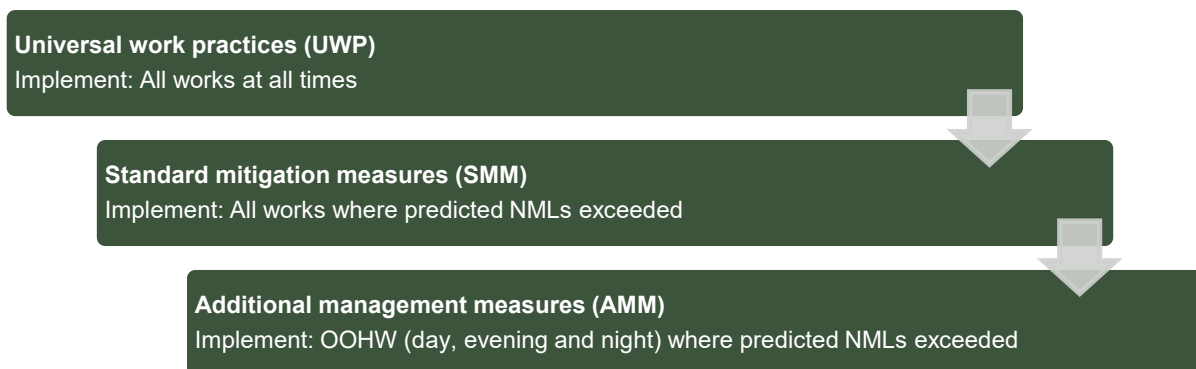 Universal work practices (UWP)
Implement: All works at all times
Standard mitigation measures (SMM)
Implement: All works where predicted NMLs exceeded
Additional management measures (AMM)
Implement: OOHW (day, evening and night) where predicted NMLs exceeded